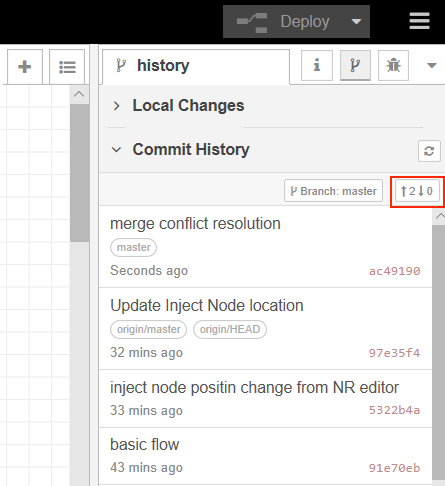 Deploy
history
Local Changes
Commit History
Branch: master
2 0
merge conflict resolution
master
Seconds ago ac49190
Update Inject Node location
origin/master origin/HEAD
32 mins ago 97e35f4
inject node positin change from NR editor
33 mins ago 5322b4a
basic flow
43 mins ago 91e70eb